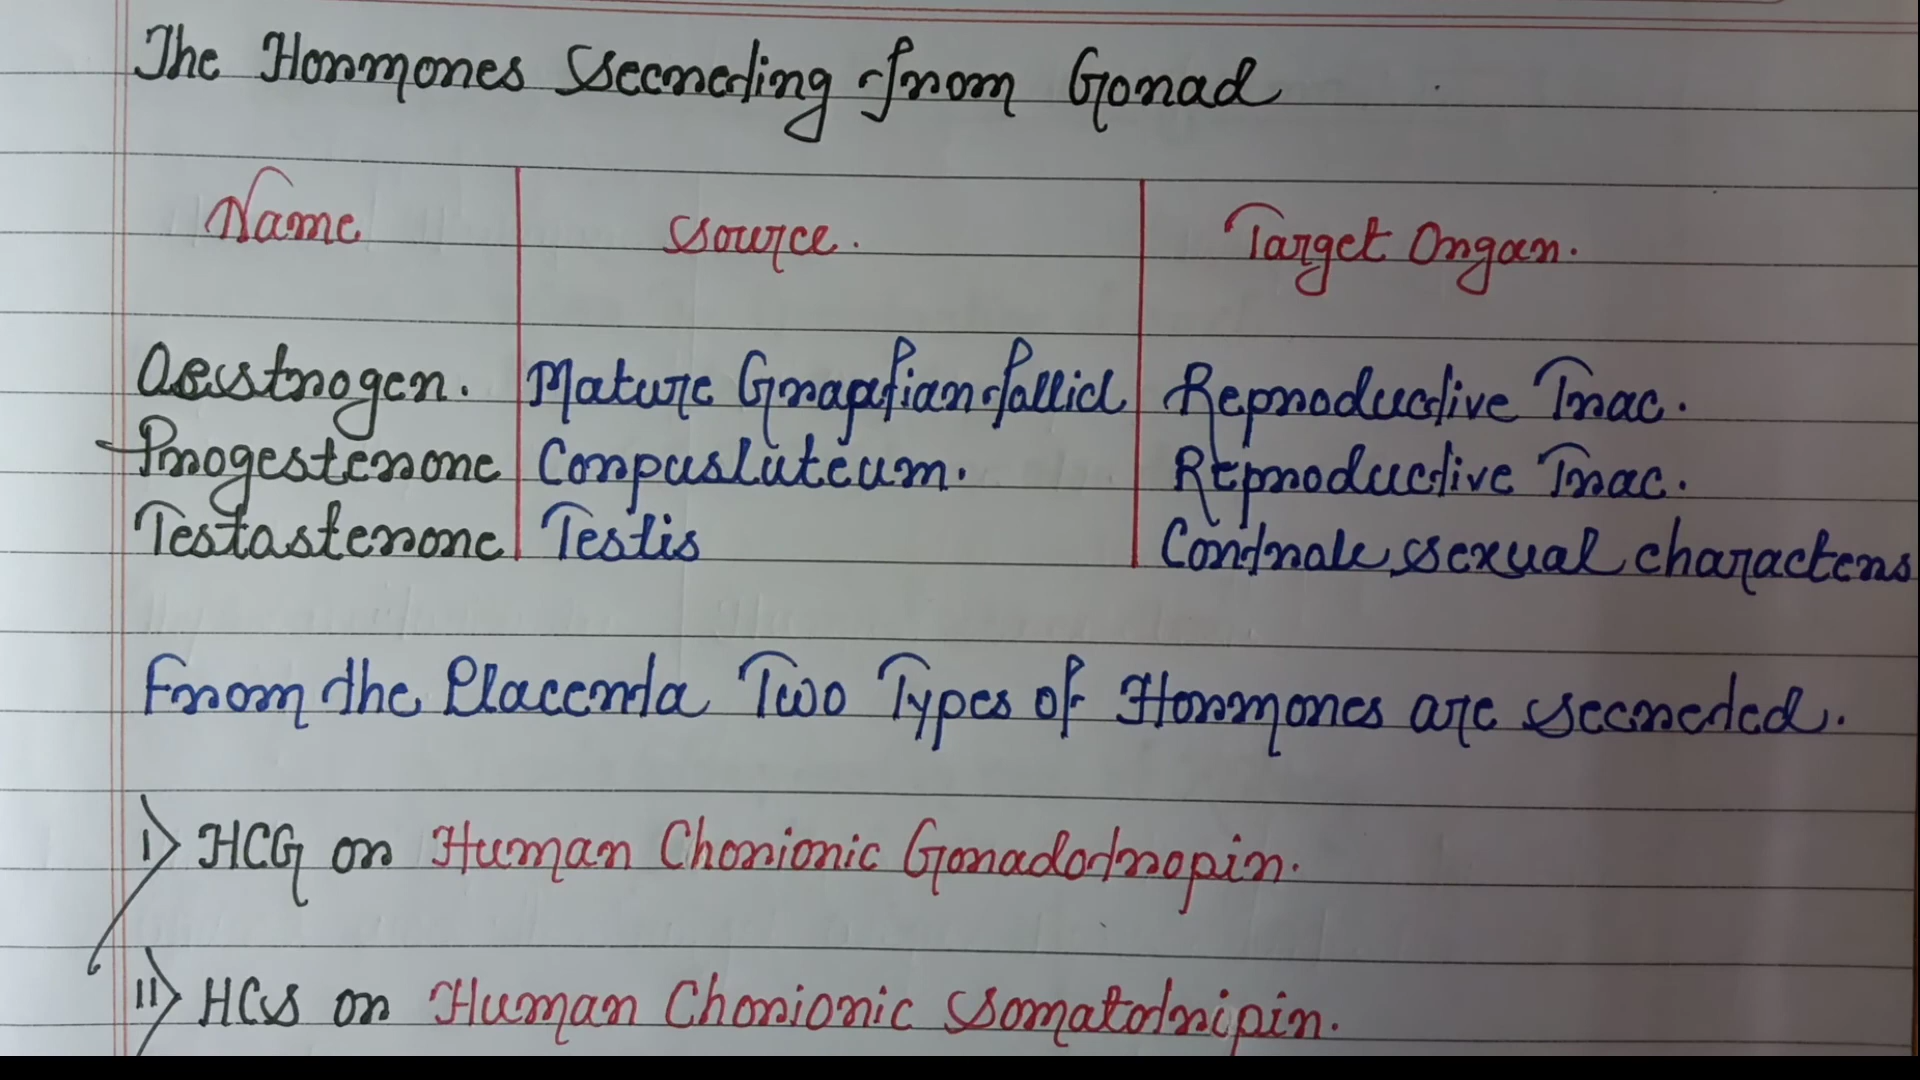 The Hormones Secreting from Gonad
Name Source. Target Organ.
Oestrogen. Mature Graafian follicl Reproductive Trac.
Progesterone Corpusluteum. Reproductive Trac.
Testasterone Testis Control sexual characters
From the Placenta Two Types of Hormones are secreted.
i) HCG or Human Chorionic Gonadotropin.
ii) HCS or Human Chorionic Somatotripin.